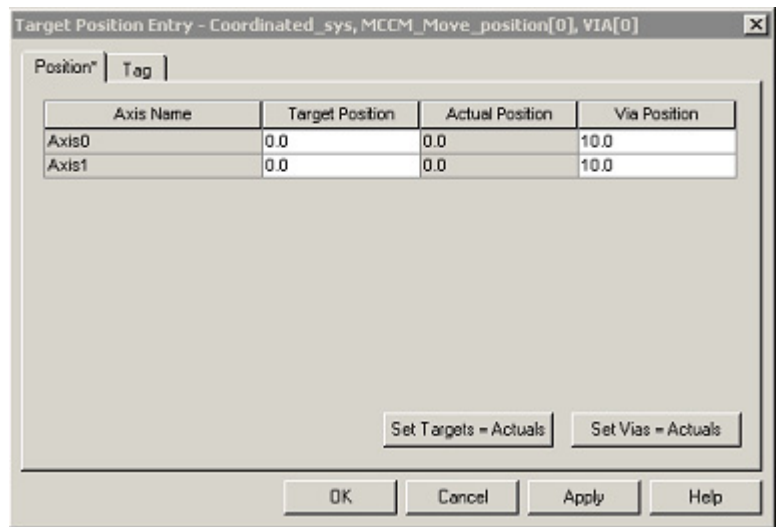 Target Position Entry - Coordinated_sys, MCCM_Move_position[0], VIA[0]
Position* Tag
Axis Name Target Position Actual Position Via Position
Axis0 0.0 0.0 10.0
Axis1 0.0 0.0 10.0
Set Targets = Actuals Set Vias = Actuals
OK Cancel Apply Help